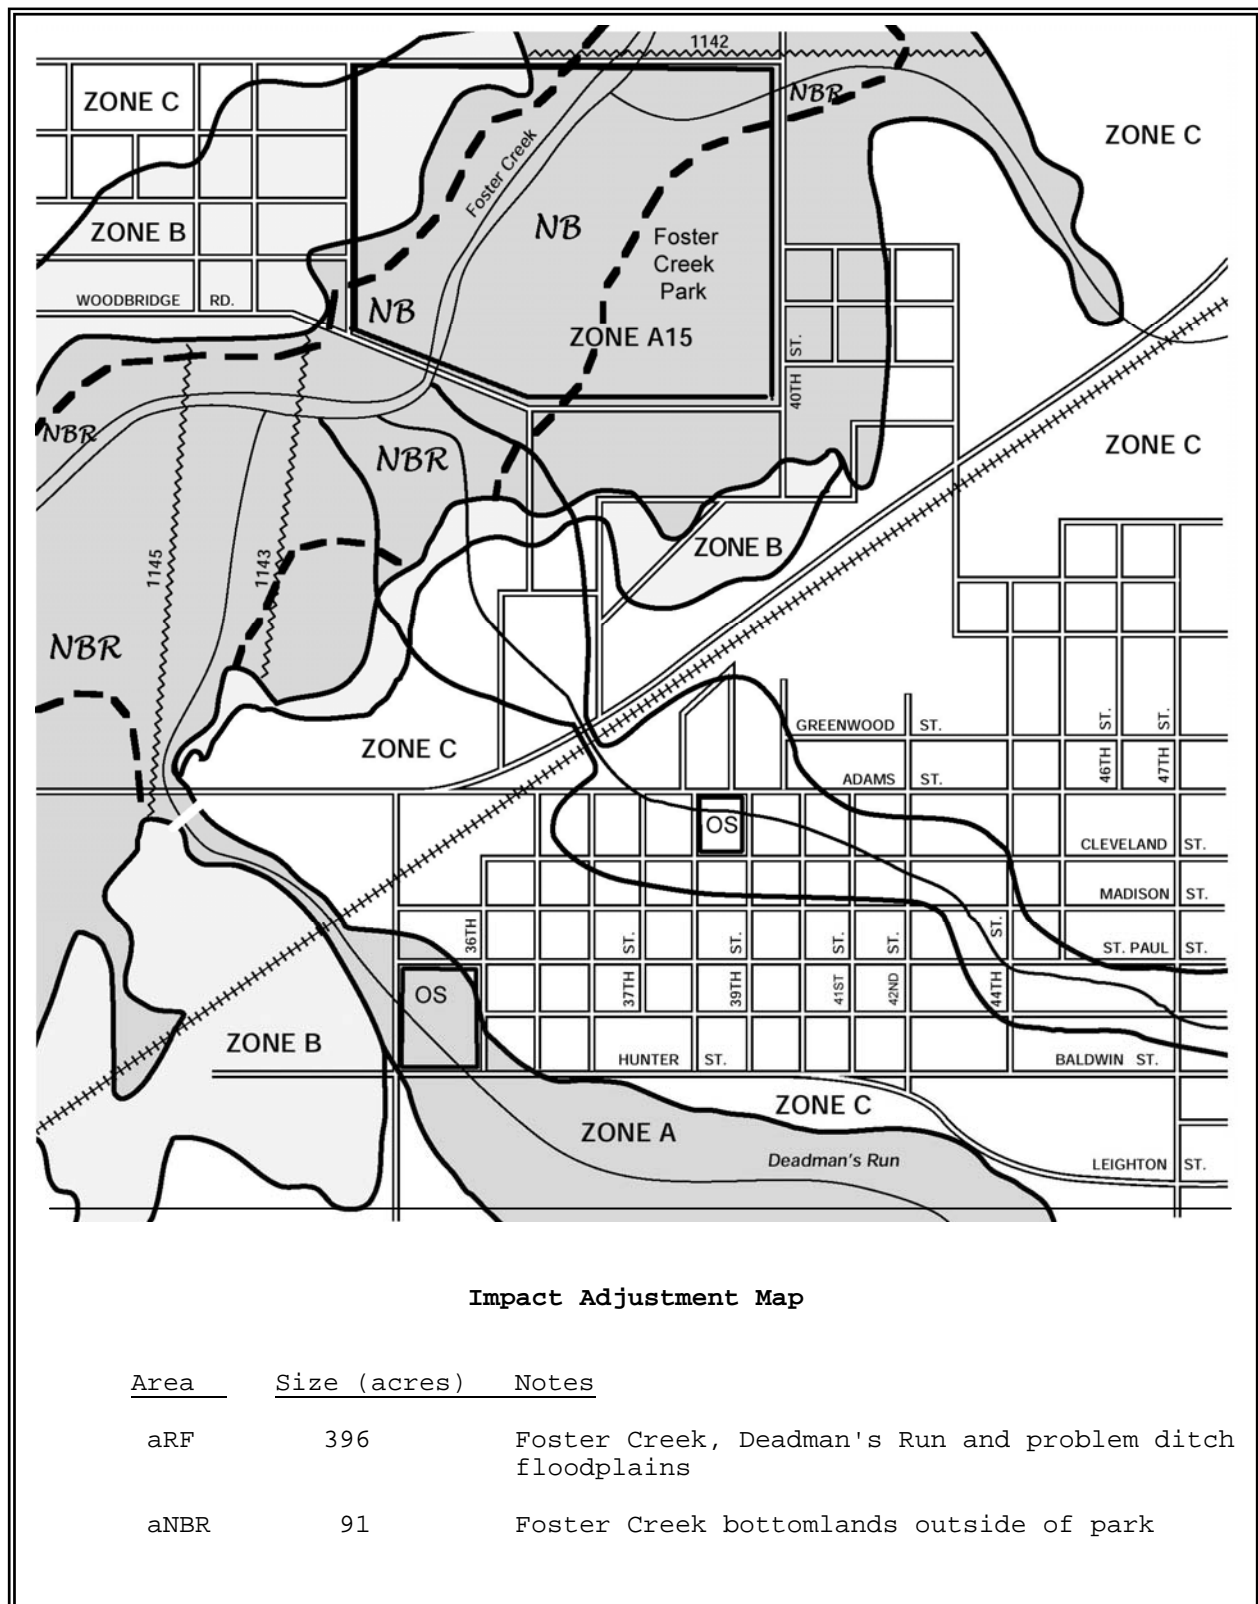 1142
ZONE C
NBR
ZONE C
Foster Creek
ZONE B
NB
Foster
Creek
Park
WOODBRIDGE RD.
NB
ZONE A15
40TH ST.
NBR
NBR
ZONE C
1145
1143
ZONE B
NBR
ZONE C
GREENWOOD ST.
46TH ST.
47TH ST.
ADAMS ST.
OS
CLEVELAND ST.
MADISON ST.
36TH
37TH ST.
39TH ST.
41ST ST.
42ND ST.
44TH ST.
ST. PAUL ST.
OS
ZONE B
HUNTER ST.
BALDWIN ST.
ZONE C
ZONE A
Deadman's Run
LEIGHTON ST.
Impact Adjustment Map
Area Size (acres) Notes
aRF 396 Foster Creek, Deadman's Run and problem ditch
floodplains
aNBR 91 Foster Creek bottomlands outside of park